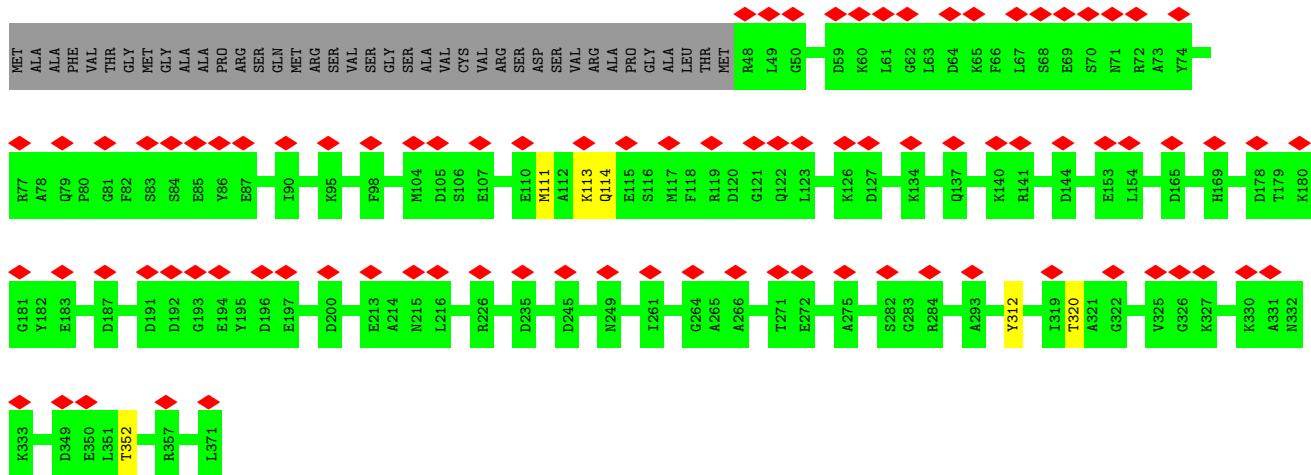 MET ALA ALA PHE VAL THR GLY MET GLY ALA ALA PRO ARG SER GLN MET ARG SER VAL SER GLY SER ALA VAL CYS VAL ARG SER ASP SER VAL ARG ALA PRO GLY ALA LEU THR MET R48 L49 G50 D59 K60 L61 G62 L63 D64 K65 F66 L67 S68 E69 S70 N71 R72 A73 Y74
R77 A78 Q79 P80 G81 F82 S83 S84 E85 Y86 E87 I90 K95 F98 M104 D105 S106 E107 E110 M111 A112 K113 Q114 E115 S116 M117 F118 R119 D120 G121 Q122 L123 K126 D127 K134 Q137 K140 R141 D144 E153 L154 D165 H169 D178 T179 K180
G181 Y182 E183 D187 D191 D192 G193 E194 Y195 D196 E197 D200 E213 A214 N215 L216 R226 D235 D245 N249 I261 G264 A265 A266 T271 E272 A275 S282 G283 R284 A293 Y312 I319 T320 A321 G322 V325 G326 K327 K330 A331 N332
K333 D349 E350 L351 T352 R357 L371